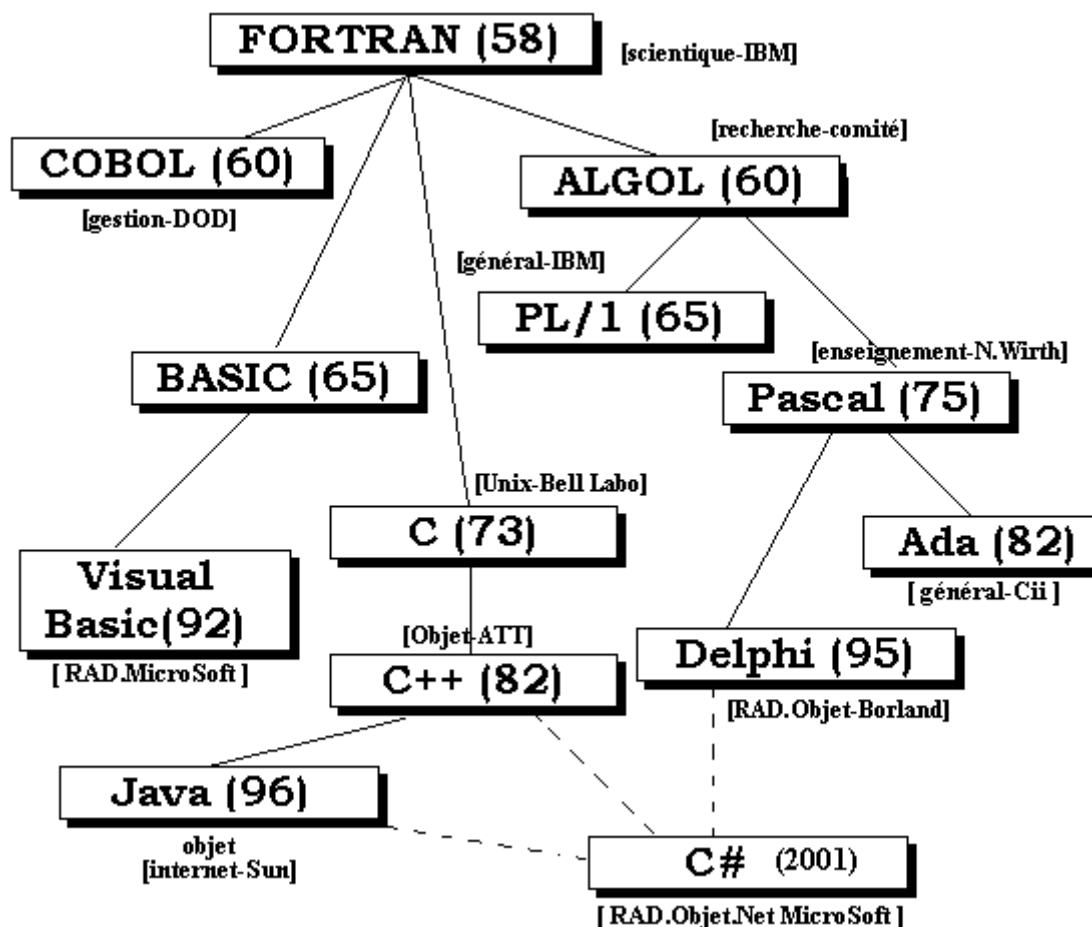 FORTRAN (58)
[scientique-IBM]
[recherche-comité]
COBOL (60)
ALGOL (60)
[gestion-DOD]
[général-IBM]
PL/1 (65)
[enseignement-N.Wirth]
BASIC (65)
Pascal (75)
[Unix-Bell Labo]
C (73)
Ada (82)
[ général-Cii ]
Visual
Basic(92)
[ RAD.MicroSoft ]
[Objet-ATT]
C++ (82)
Delphi (95)
[RAD.Objet-Borland]
Java (96)
objet
[internet-Sun]
C# (2001)
[ RAD.Objet.Net MicroSoft ]